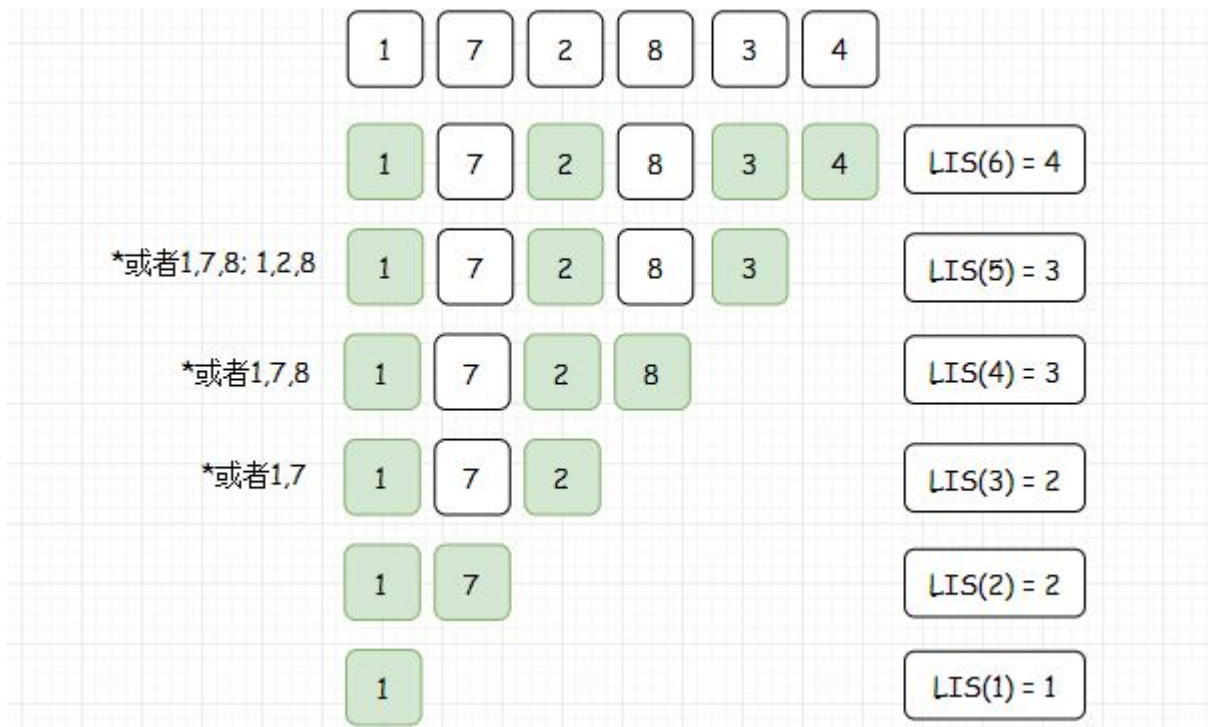 1 7 2 8 3 4
1 7 2 8 3 4 LIS(6) = 4
*或者1,7,8; 1,2,8 1 7 2 8 3 LIS(5) = 3
*或者1,7,8 1 7 2 8 LIS(4) = 3
*或者1,7 1 7 2 LIS(3) = 2
1 7 LIS(2) = 2
1 LIS(1) = 1